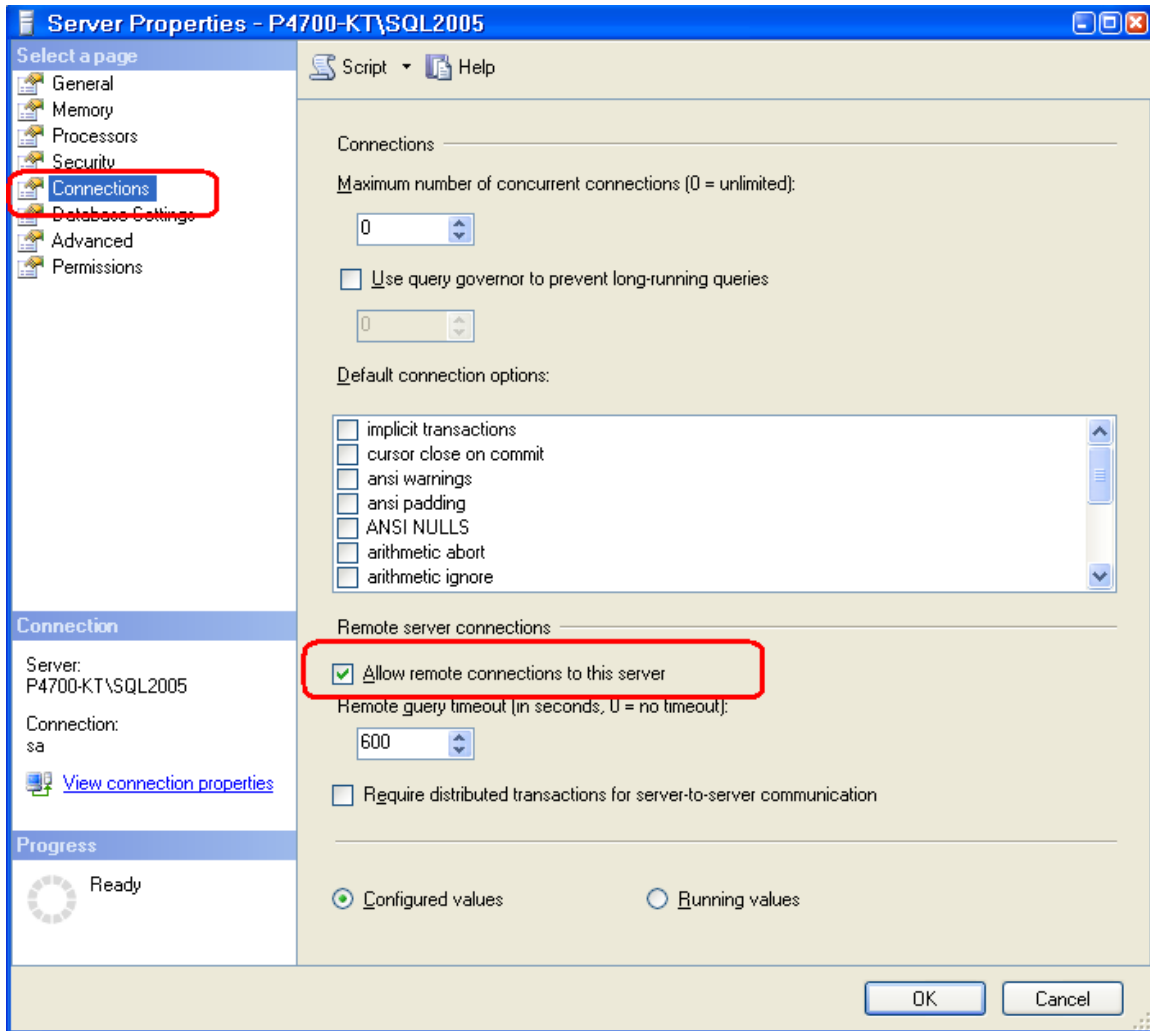 Server Properties - P4700-KT\SQL2005
Select a page
General
Memory
Processors
Security
Connections
Database Settings
Advanced
Permissions
Script
Help
Connections
Maximum number of concurrent connections (0 = unlimited):
0
Use query governor to prevent long-running queries
0
Default connection options:
implicit transactions
cursor close on commit
ansi warnings
ansi padding
ANSI NULLS
arithmetic abort
arithmetic ignore
Remote server connections
Allow remote connections to this server
Remote query timeout (in seconds, 0 = no timeout):
600
Require distributed transactions for server-to-server communication
Configured values
Running values
Connection
Server:
P4700-KT\SQL2005
Connection:
sa
View connection properties
Progress
Ready
OK
Cancel